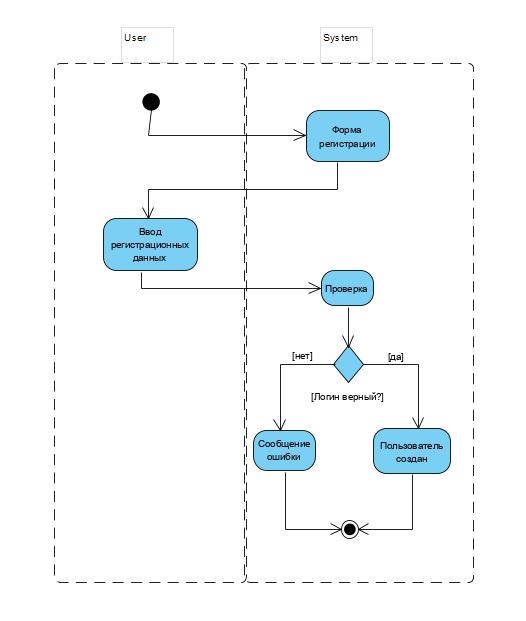 User
System
Форма
регистрации
Ввод
регистрационных
данных
Проверка
[нет]
[да]
[Логин верный?]
Сообщение
ошибки
Пользователь
создан